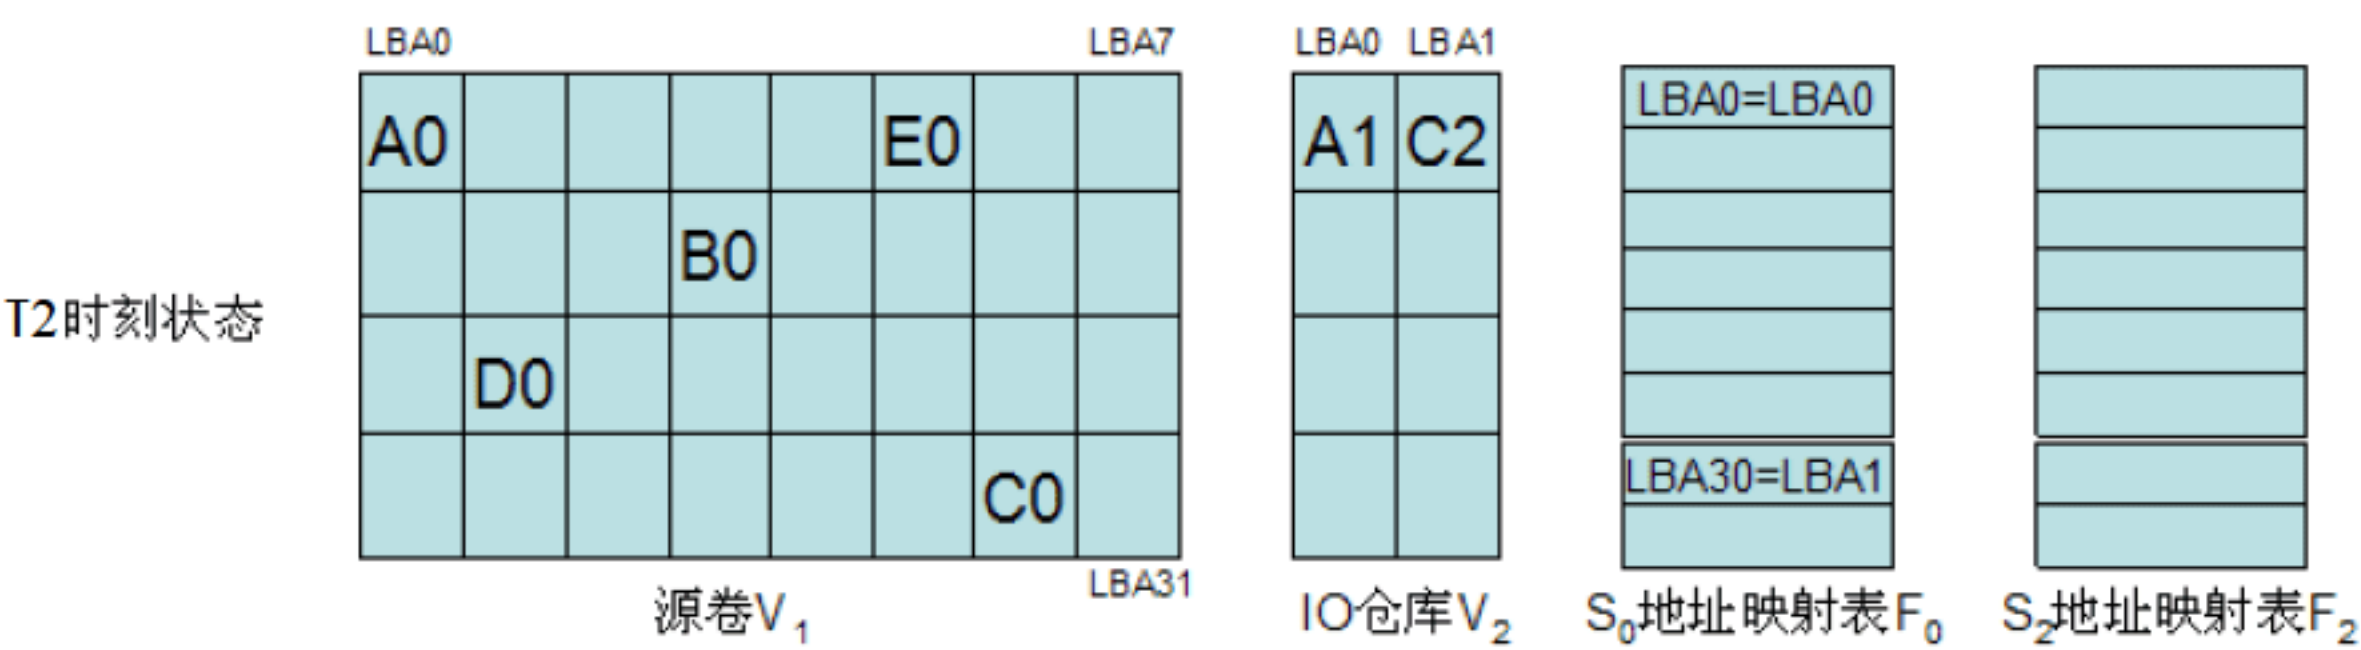 LBA0 LBA7 LBA0 LBA1
LBA0=LBA0
A0 E0 A1 C2
B0
T2时刻状态
D0
LBA30=LBA1
C0
LBA31
源卷V1 IO仓库V2 S0地址映射表F0 S2地址映射表F2